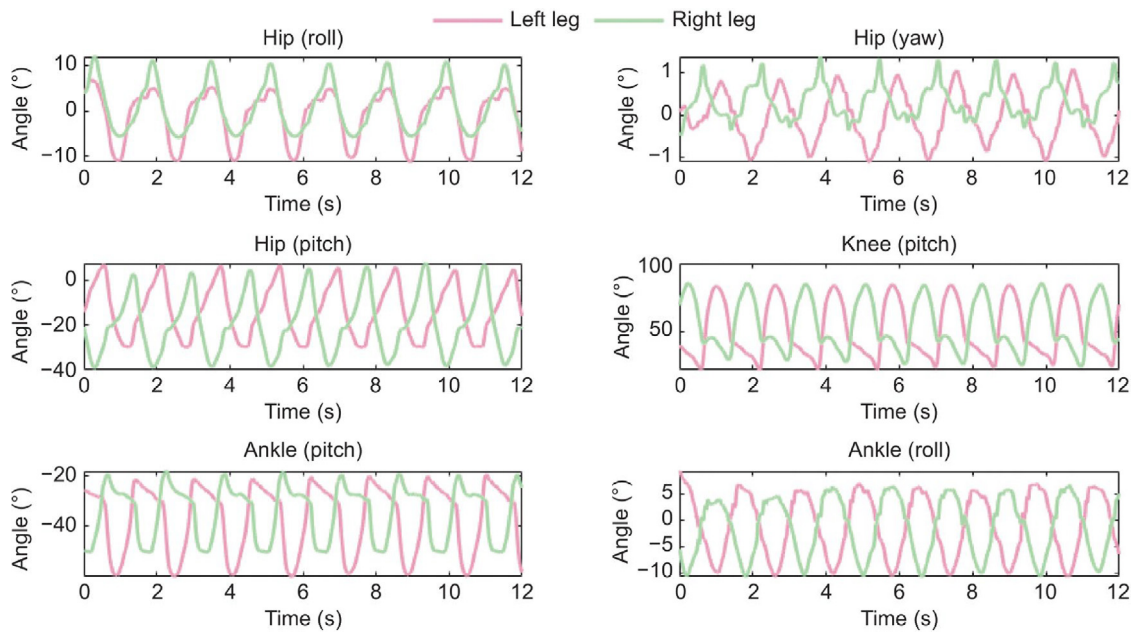 Left leg Right leg
Hip (roll)
10
0
−10
Angle (°)
0 2 4 6 8 10 12
Time (s)
Hip (yaw)
1
0
−1
Angle (°)
0 2 4 6 8 10 12
Time (s)
Hip (pitch)
0
−20
−40
Angle (°)
0 2 4 6 8 10 12
Time (s)
Knee (pitch)
100
50
Angle (°)
0 2 4 6 8 10 12
Time (s)
Ankle (pitch)
−20
−40
Angle (°)
0 2 4 6 8 10 12
Time (s)
Ankle (roll)
5
0
−5
−10
Angle (°)
0 2 4 6 8 10 12
Time (s)